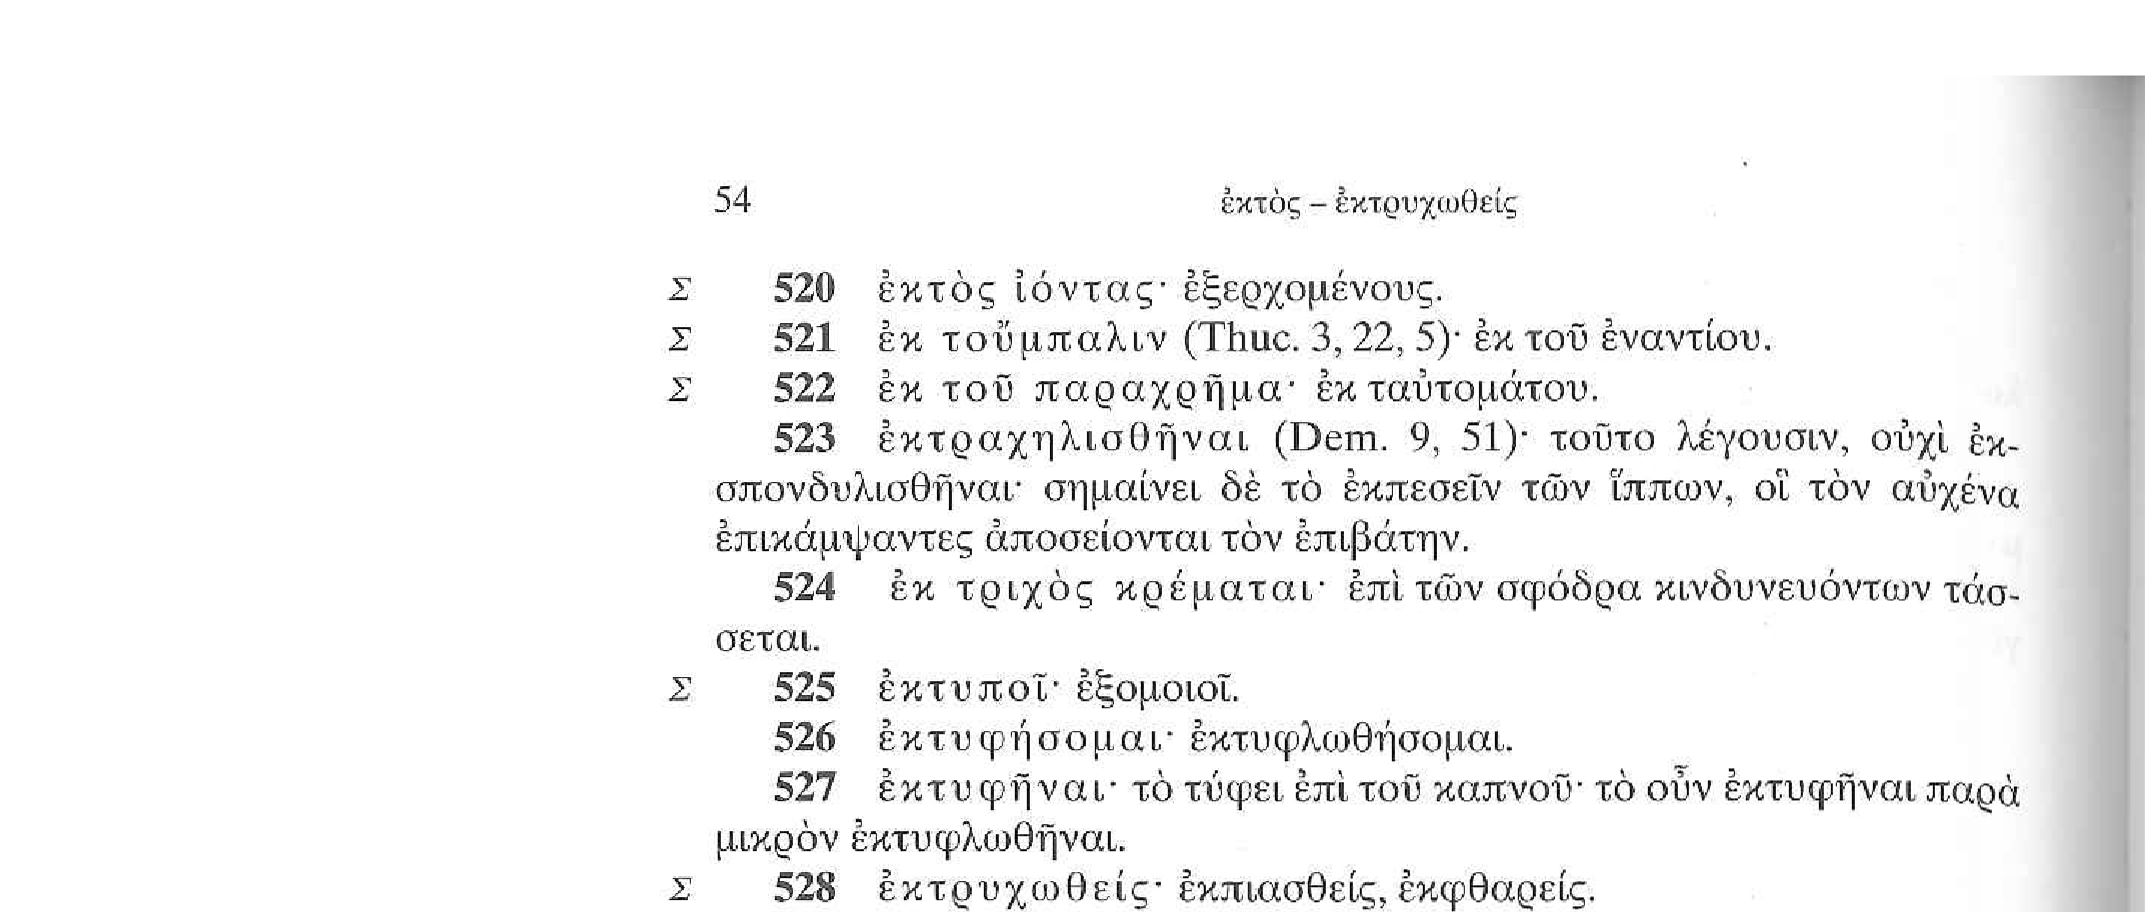 54 ἐκτὸς – ἐκτρυχωθείς
Σ 520 ἐκτὸς ἰόντας· ἐξερχομένους.
Σ 521 ἐκ τοὔμπαλιν (Thuc. 3, 22, 5)· ἐκ τοῦ ἐναντίου.
Σ 522 ἐκ τοῦ παραχρῆμα· ἐκ ταὐτομάτου.
523 ἐκτραχηλισθῆναι (Dem. 9, 51)· τοῦτο λέγουσιν, οὐχὶ ἐκ-
σπονδυλισθῆναι· σημαίνει δὲ τὸ ἐκπεσεῖν τῶν ἵππων, οἳ τὸν αὐχένα
ἐπικάμψαντες ἀποσείονται τὸν ἐπιβάτην.
524 ἐκ τριχὸς κρέμαται· ἐπὶ τῶν σφόδρα κινδυνευόντων τάσ-
σεται.
Σ 525 ἐκτυποῖ· ἐξομοιοῖ.
526 ἐκτυφήσομαι· ἐκτυφλωθήσομαι.
527 ἐκτυφῆναι· τὸ τύφει ἐπὶ τοῦ καπνοῦ· τὸ οὖν ἐκτυφῆναι παρὰ
μικρὸν ἐκτυφλωθῆναι.
Σ 528 ἐκτρυχωθείς· ἐκπιασθείς, ἐκφθαρείς.